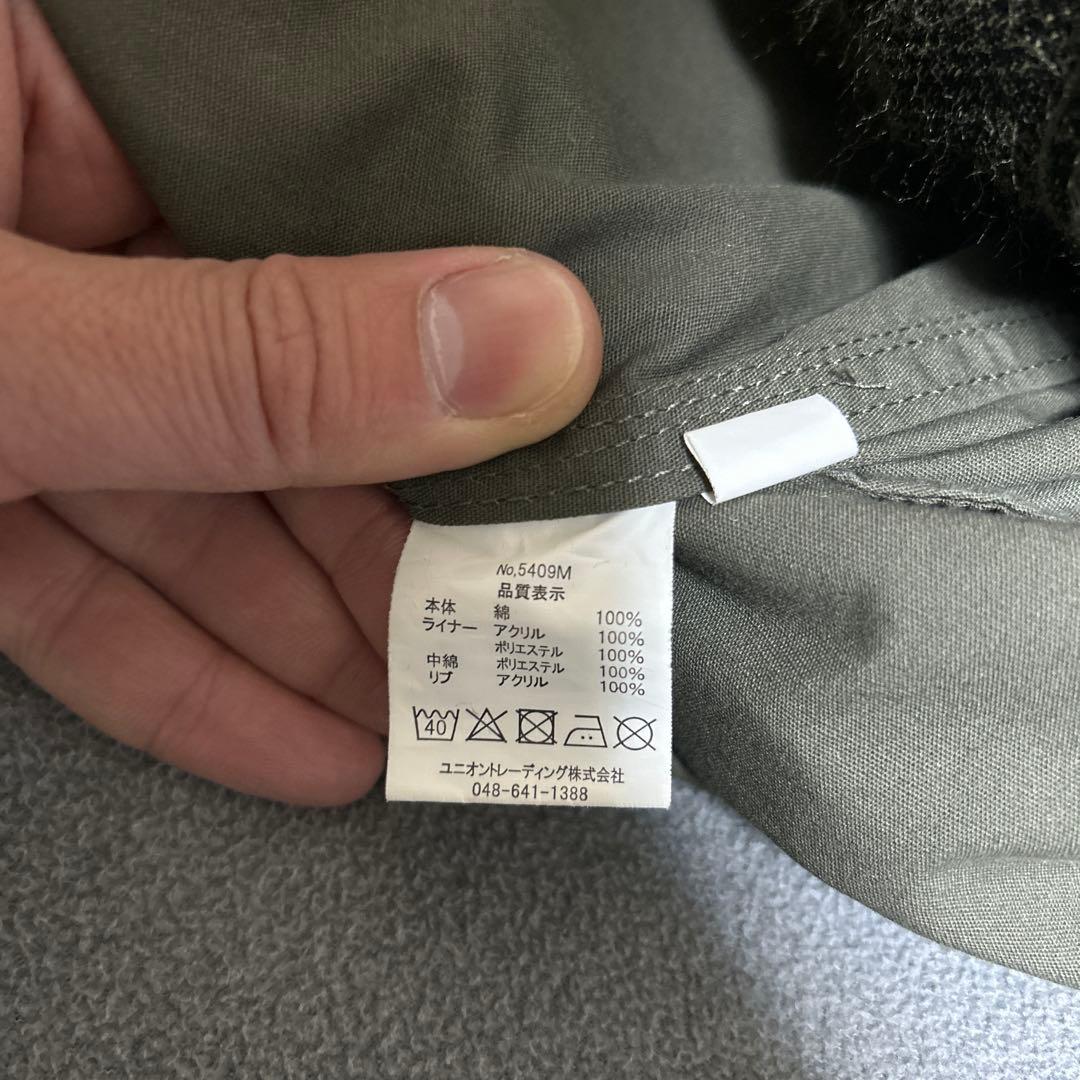 No,5409M
品質表示
本体 綿 100%
ライナー アクリル 100%
ポリエステル 100%
中綿 ポリエステル 100%
リブ アクリル 100%
40
ユニオントレーディング株式会社
048-641-1388